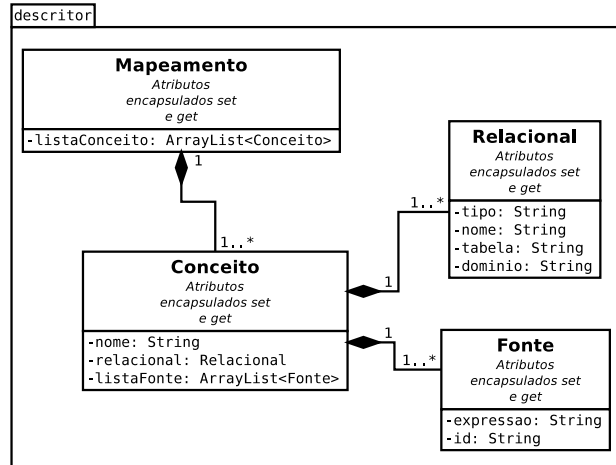 descritor
Mapeamento
Atributos
encapsulados set
e get
-listaConceito: ArrayList<Conceito>
1
1..*
Conceito
Atributos
encapsulados set
e get
-nome: String
-relacional: Relacional
-listaFonte: ArrayList<Fonte>
1
1..*
Relacional
Atributos
encapsulados set
e get
-tipo: String
-nome: String
-tabela: String
-dominio: String
1
1..*
Fonte
Atributos
encapsulados set
e get
-expressao: String
-id: String